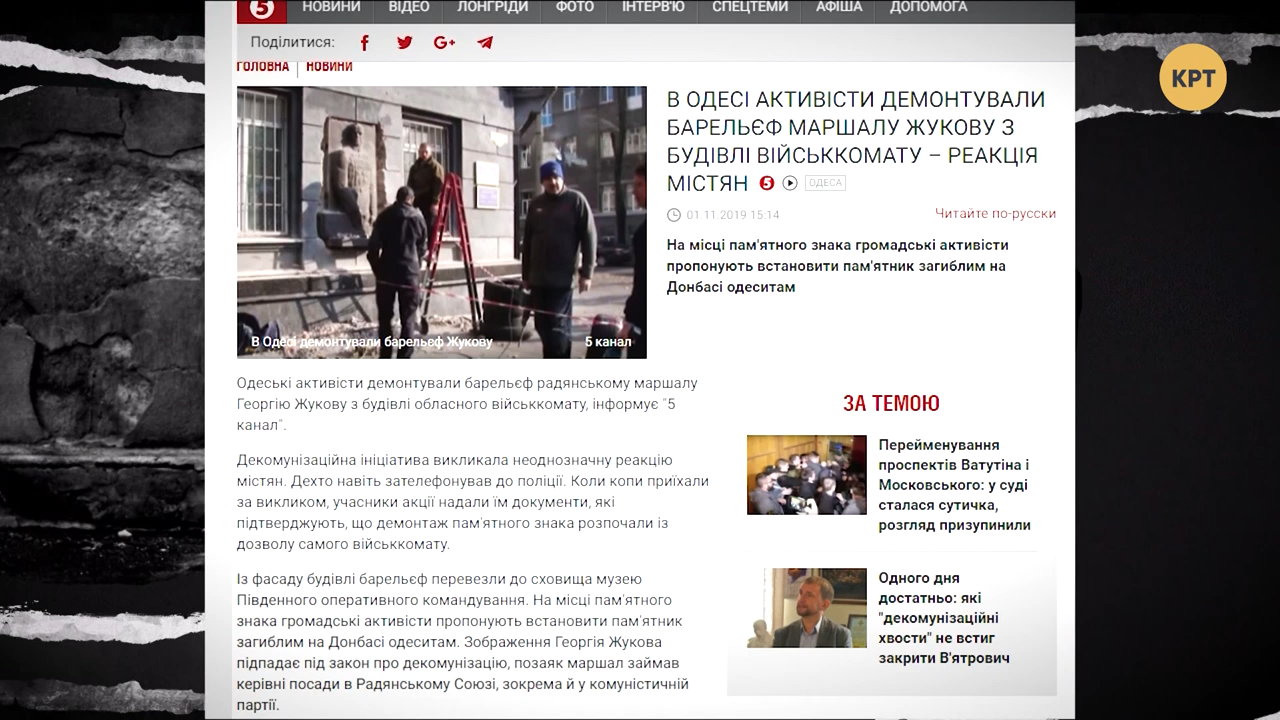 5 НОВИНИ ВІДЕО ЛОНГРІДИ ФОТО ІНТЕРВ'Ю СПЕЦТЕМИ АФІША ДОПОМОГА
Поділитися:
ГОЛОВНА | НОВИНИ
КРТ
В Одесі демонтували барельєф Жукову 5 канал
В ОДЕСІ АКТИВІСТИ ДЕМОНТУВАЛИ
БАРЕЛЬЄФ МАРШАЛУ ЖУКОВУ З
БУДІВЛІ ВІЙСЬККОМАТУ – РЕАКЦІЯ
МІСТЯН 5 ОДЕСА
01.11.2019 15:14 Читайте по-русски
На місці пам'ятного знака громадські активісти
пропонують встановити пам'ятник загиблим на
Донбасі одеситам
Одеські активісти демонтували барельєф радянському маршалу
Георгію Жукову з будівлі обласного військкомату, інформує "5
канал".
Декомунізаційна ініціатива викликала неоднозначну реакцію
містян. Дехто навіть зателефонував до поліції. Коли копи приїхали
за викликом, учасники акції надали їм документи, які
підтверджують, що демонтаж пам'ятного знака розпочали із
дозволу самого військкомату.
Із фасаду будівлі барельєф перевезли до сховища музею
Південного оперативного командування. На місці пам'ятного
знака громадські активісти пропонують встановити пам'ятник
загиблим на Донбасі одеситам. Зображення Георгія Жукова
підпадає під закон про декомунізацію, позаяк маршал займав
керівні посади в Радянському Союзі, зокрема й у комуністичній
партії.
ЗА ТЕМОЮ
Перейменування
проспектів Ватутіна і
Московського: у суді
сталася сутичка,
розгляд призупинили
Одного дня
достатньо: які
"декомунізаційні
хвости" не встиг
закрити В'ятрович